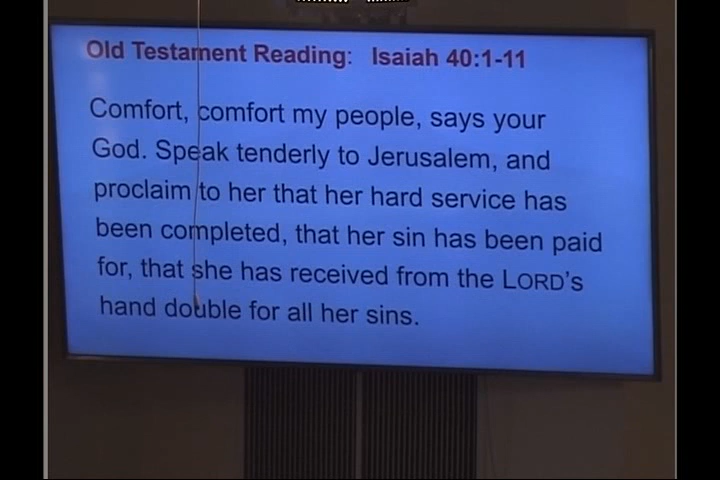 Old Testament Reading: Isaiah 40:1-11
Comfort, comfort my people, says your
God. Speak tenderly to Jerusalem, and
proclaim to her that her hard service has
been completed, that her sin has been paid
for, that she has received from the LORD's
hand double for all her sins.